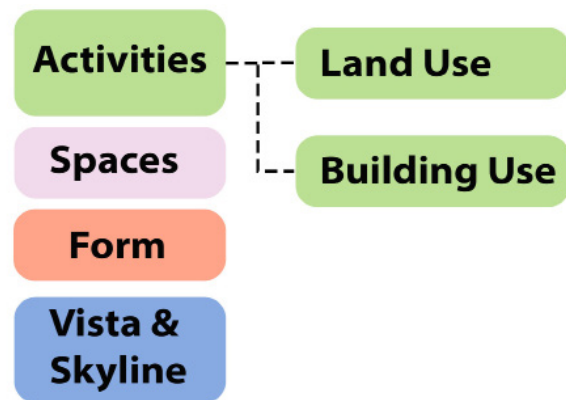 Activities
Land Use
Spaces
Building Use
Form
Vista &
Skyline